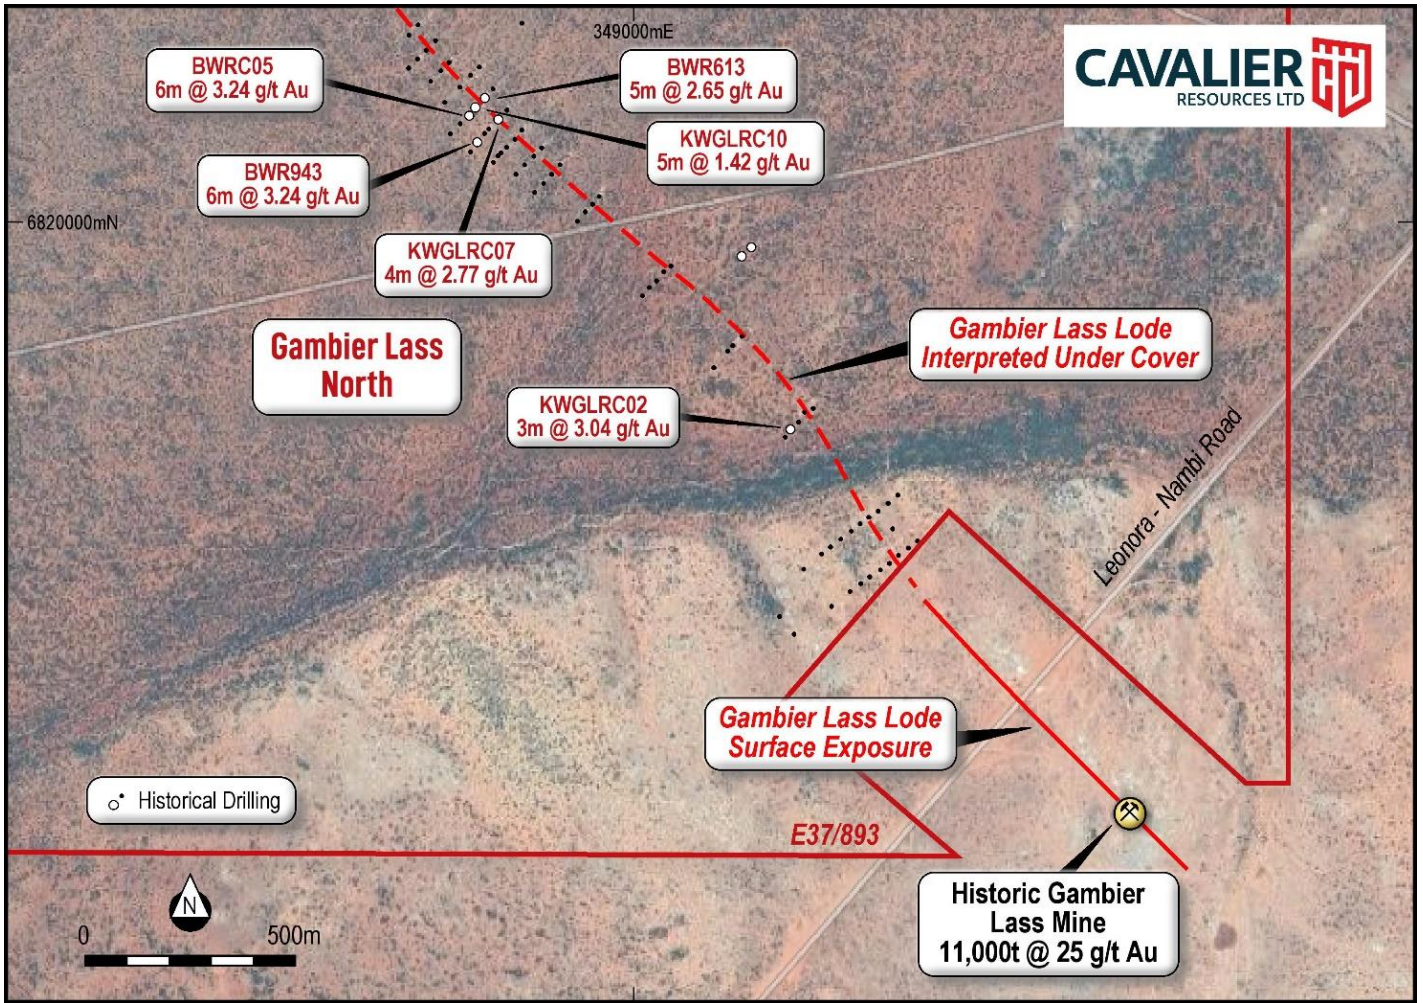 349000mE
CAVALIER
RESOURCES LTD
BWRC05
6m @ 3.24 g/t Au
BWR613
5m @ 2.65 g/t Au
KWGLRC10
5m @ 1.42 g/t Au
BWR943
6m @ 3.24 g/t Au
6820000mN
KWGLRC07
4m @ 2.77 g/t Au
Gambier Lass
North
Gambier Lass Lode
Interpreted Under Cover
KWGLRC02
3m @ 3.04 g/t Au
Leonora - Nambi Road
Gambier Lass Lode
Surface Exposure
Historical Drilling
E37/893
Historic Gambier
Lass Mine
11,000t @ 25 g/t Au
N
0 500m